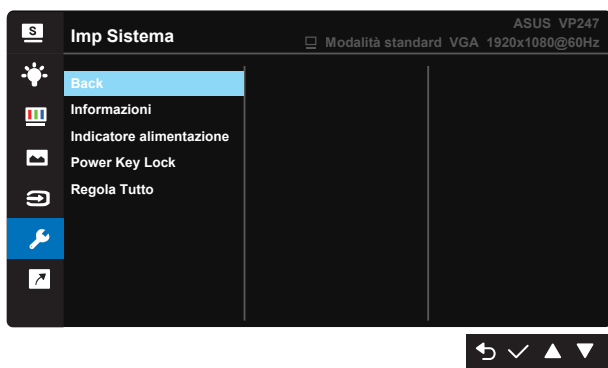 S
Imp Sistema
ASUS VP247
Modalità standard VGA 1920x1080@60Hz
Back
Informazioni
Indicatore alimentazione
Power Key Lock
Regola Tutto